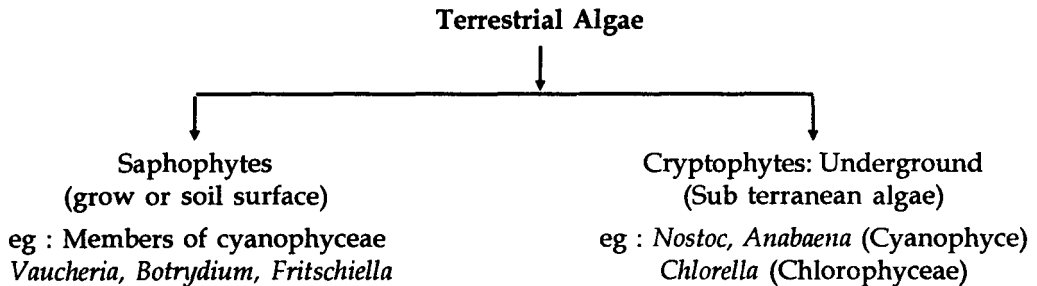 Terrestrial Algae
Saphophytes
(grow or soil surface)
eg : Members of cyanophyceae
Vaucheria, Botrydium, Fritschiella
Cryptophytes: Underground
(Sub terranean algae)
eg : Nostoc, Anabaena (Cyanophyce)
Chlorella (Chlorophyceae)